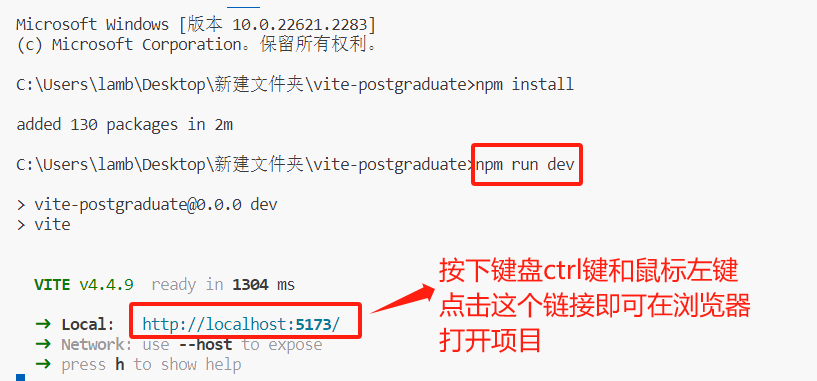 Microsoft Windows [版本 10.0.22621.2283]
(c) Microsoft Corporation。保留所有权利。
C:\Users\lamb\Desktop\新建文件夹\vite-postgraduate>npm install
added 130 packages in 2m
C:\Users\lamb\Desktop\新建文件夹\vite-postgraduate>npm run dev
> vite-postgraduate@0.0.0 dev
> vite
VITE v4.4.9 ready in 1304 ms
➜ Local: http://localhost:5173/
➜ Network: use --host to expose
➜ press h to show help
按下键盘ctrl键和鼠标左键
点击这个链接即可在浏览器
打开项目